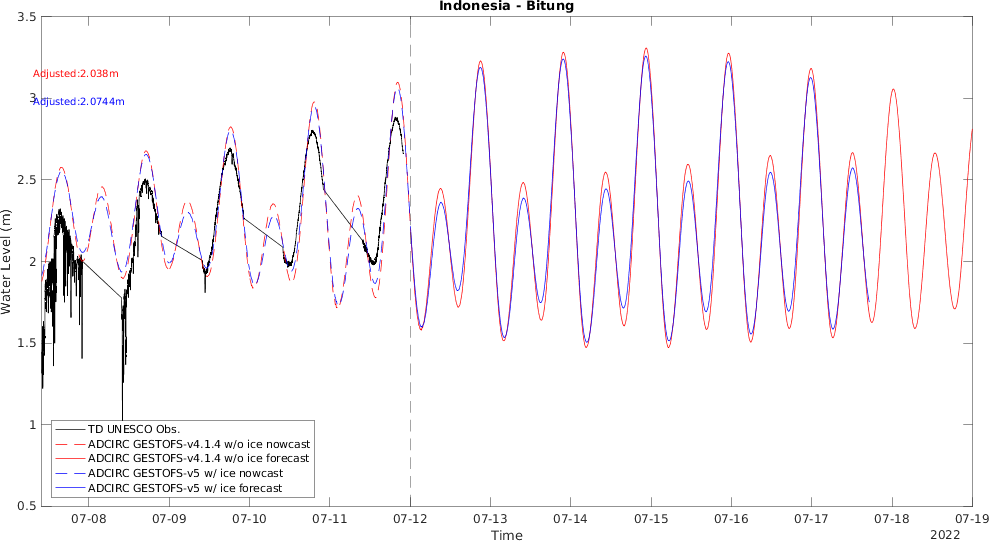 Indonesia - Bitung
3.5
3
2.5
2
1.5
1
0.5
Water Level (m)
Adjusted:2.038m
Adjusted:2.0744m
TD UNESCO Obs.
ADCIRC GESTOFS-v4.1.4 w/o ice nowcast
ADCIRC GESTOFS-v4.1.4 w/o ice forecast
ADCIRC GESTOFS-v5 w/ ice nowcast
ADCIRC GESTOFS-v5 w/ ice forecast
07-08 07-09 07-10 07-11 07-12 07-13 07-14 07-15 07-16 07-17 07-18 07-19
Time
2022